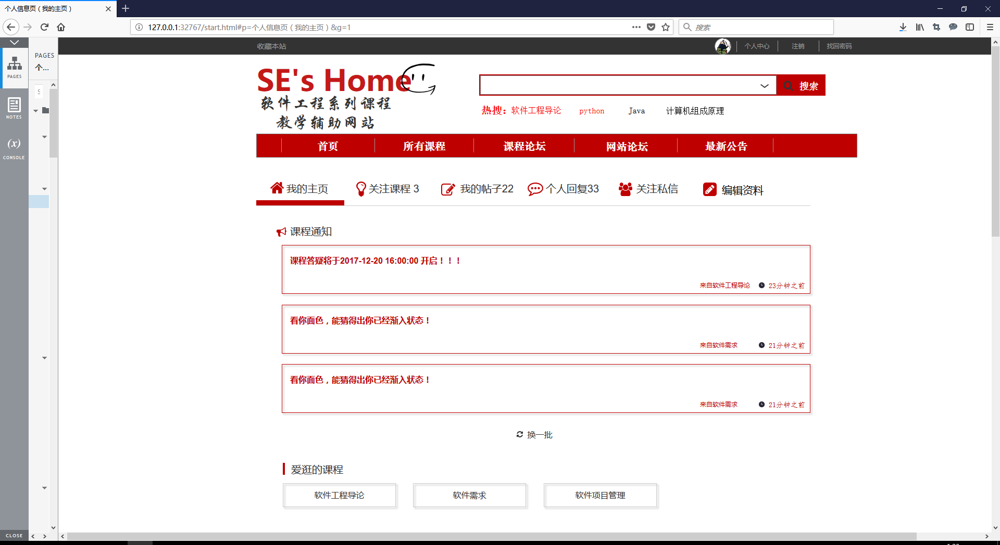 个人信息页（我的主页）
127.0.0.1:32767/start.html#p=个人信息页（我的主页）&g=1
搜索
PAGES
个...
PAGES
S
NOTES
(x)
CONSOLE
CLOSE
收藏本站
个人中心
注销
找回密码
SE's Home
软件工程系列课程
教学辅助网站
搜索
热搜：
软件工程导论
python
Java
计算机组成原理
首页
所有课程
课程论坛
网站论坛
最新公告
我的主页
关注课程 3
我的帖子22
个人回复33
关注私信
编辑资料
课程通知
课程答疑将于2017-12-20 16:00:00 开启！！！
来自软件工程导论
23分钟之前
看你面色，能猜得出你已经渐入状态！
来自软件需求
21分钟之前
看你面色，能猜得出你已经渐入状态！
来自软件需求
21分钟之前
换一批
爱逛的课程
软件工程导论
软件需求
软件项目管理